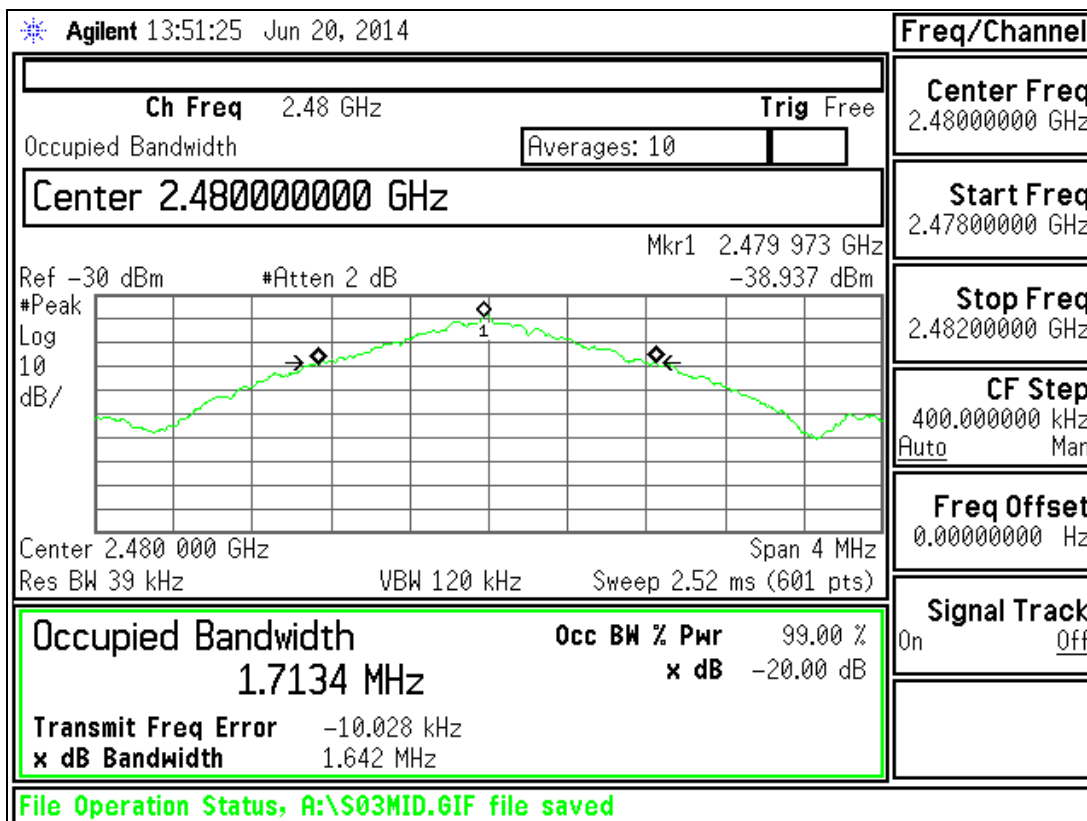 Agilent 13:51:25 Jun 20, 2014
Ch Freq 2.48 GHz Trig Free
Occupied Bandwidth Averages: 10
Center 2.480000000 GHz
Mkr1 2.479 973 GHz
Ref -30 dBm #Atten 2 dB -38.937 dBm
#Peak
Log
10
dB/
1
Center 2.480 000 GHz Span 4 MHz
Res BW 39 kHz VBW 120 kHz Sweep 2.52 ms (601 pts)
Occupied Bandwidth Occ BW % Pwr 99.00 %
1.7134 MHz x dB -20.00 dB
Transmit Freq Error -10.028 kHz
x dB Bandwidth 1.642 MHz
File Operation Status, A:\S03MID.GIF file saved
Freq/Channel
Center Freq
2.48000000 GHz
Start Freq
2.47800000 GHz
Stop Freq
2.48200000 GHz
CF Step
400.000000 kHz
Auto Man
Freq Offset
0.00000000 Hz
Signal Track
On Off